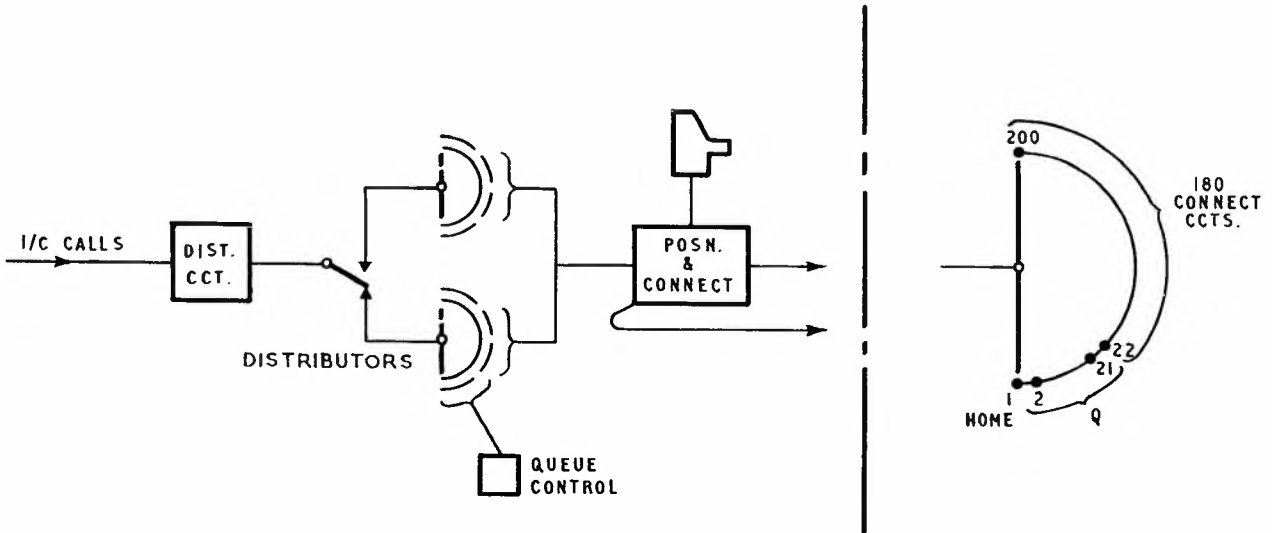 I/C CALLS
DIST.
CCT.
DISTRIBUTORS
QUEUE
CONTROL
POSN.
&
CONNECT
200
180
CONNECT
CCTS.
22
21
1
2
HOME
Q